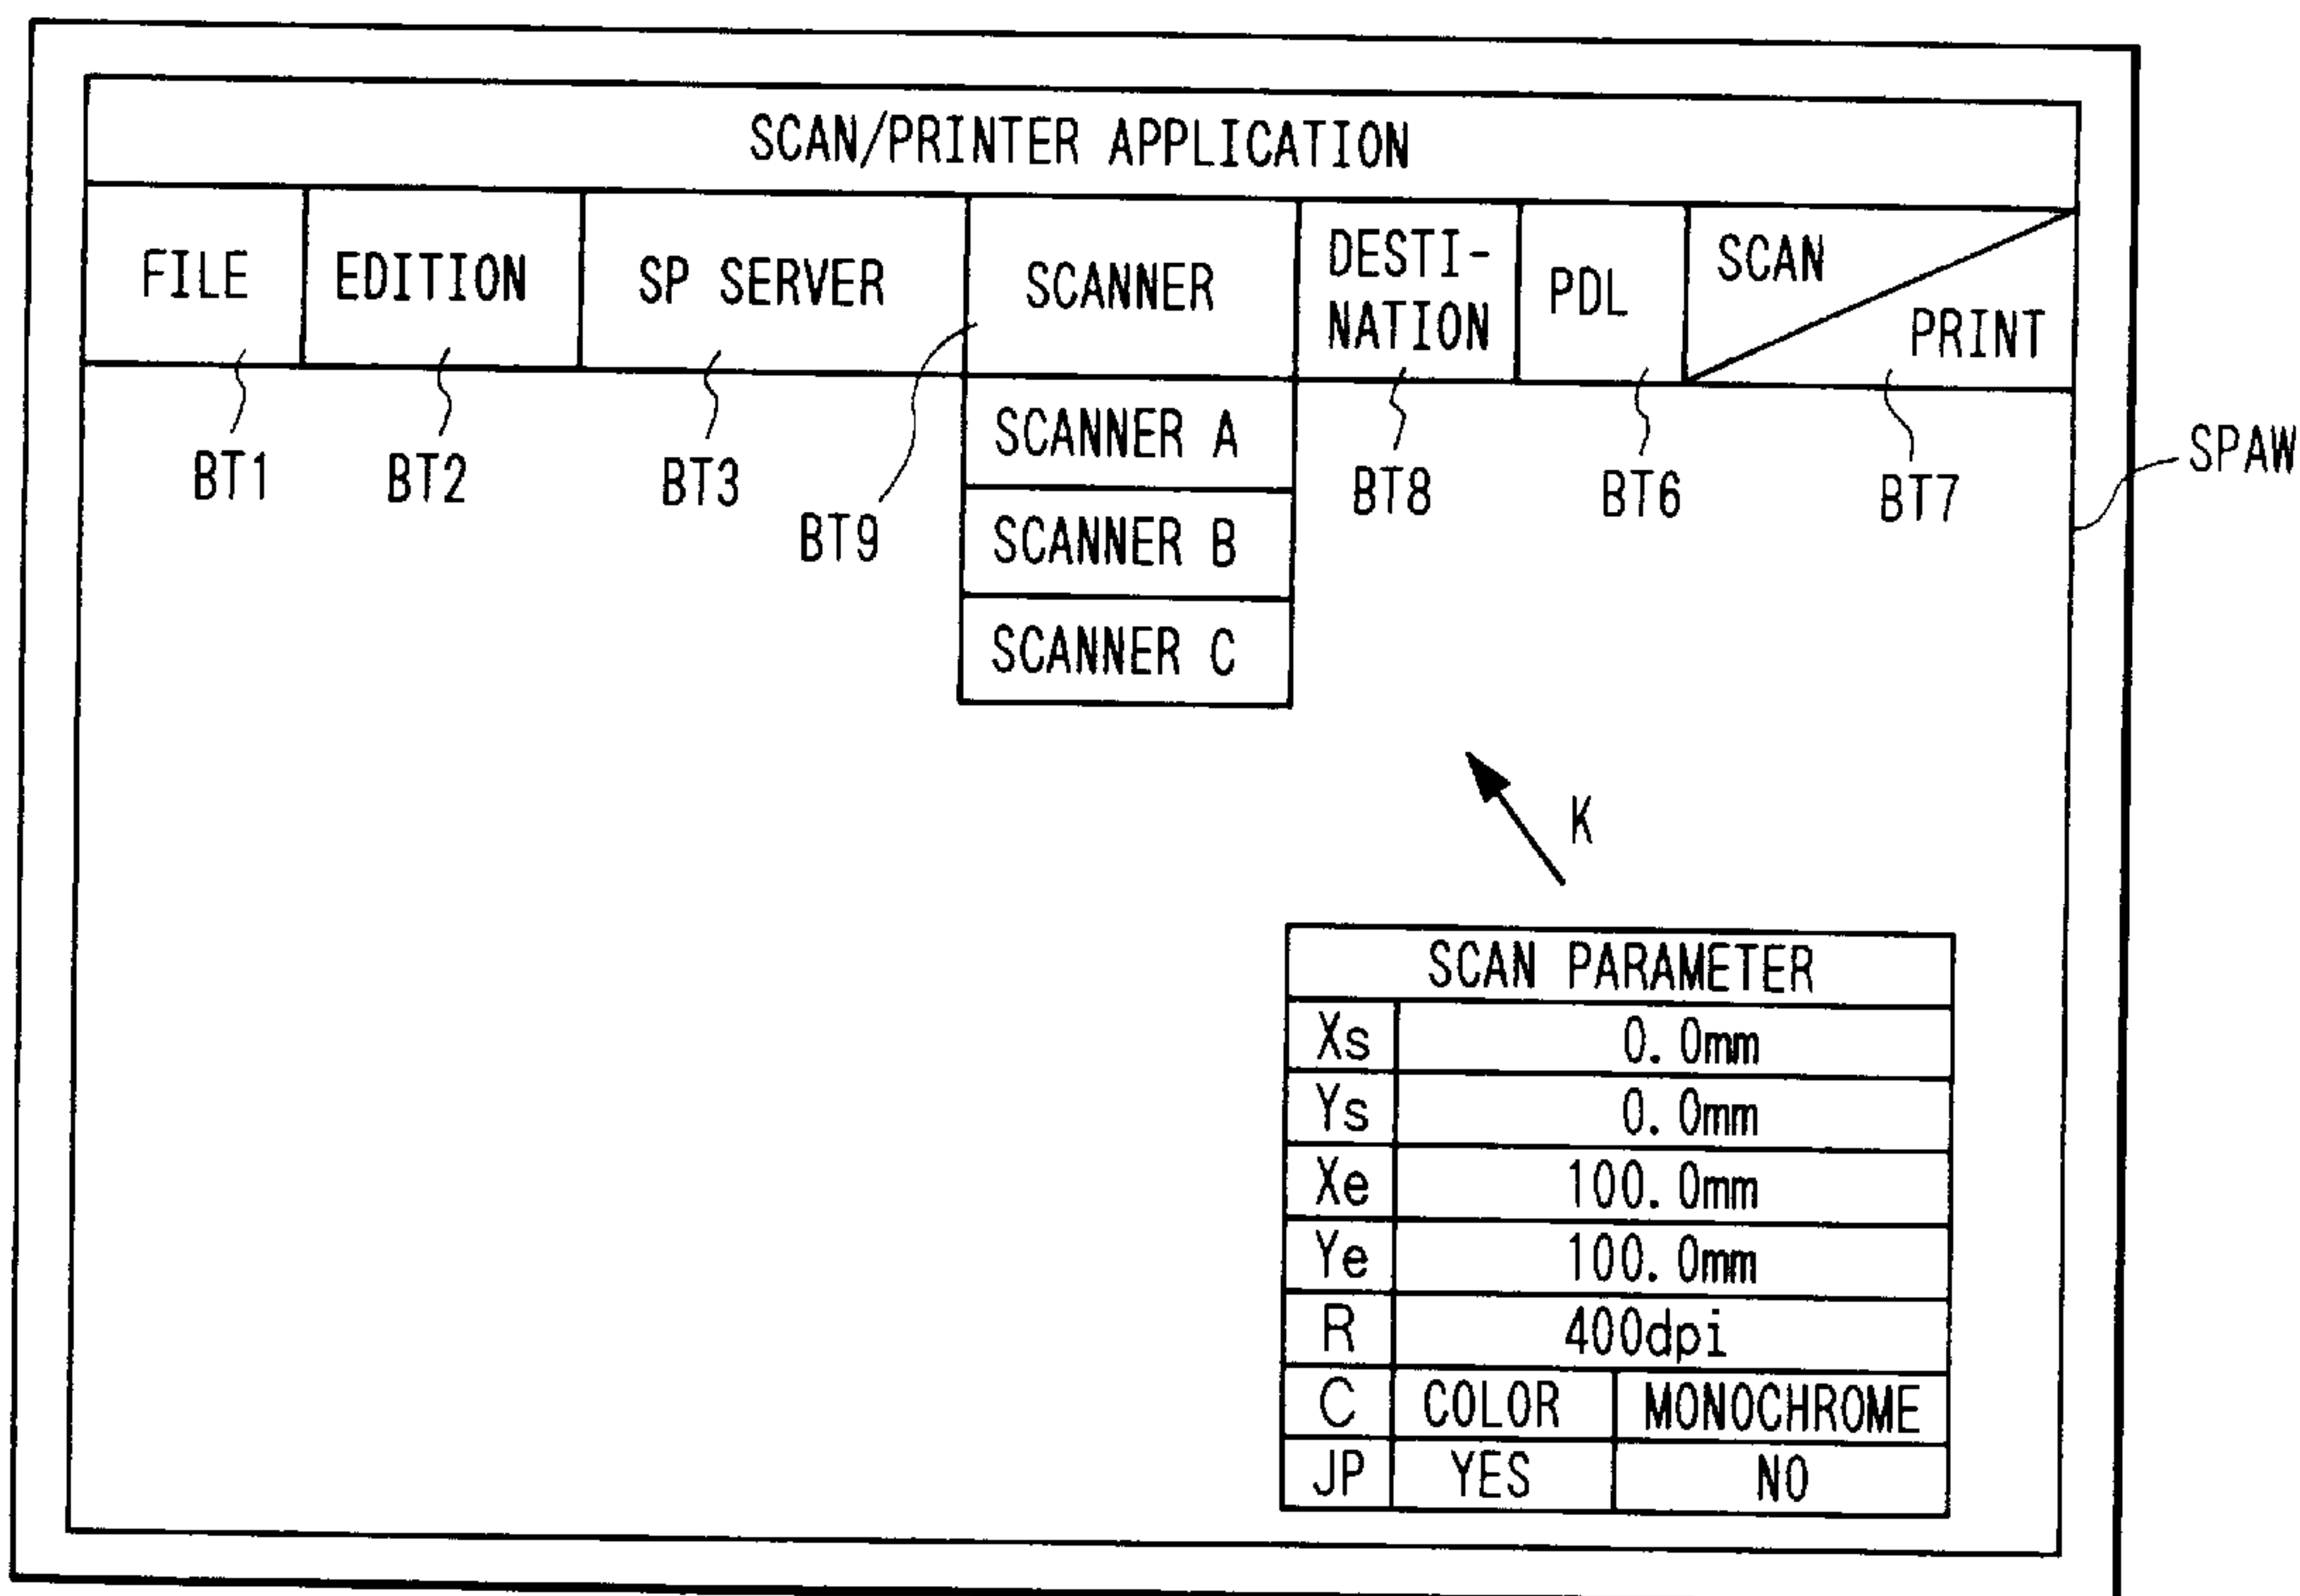 SCAN/PRINTER APPLICATION
FILE EDITION SP SERVER SCANNER DESTI-
NATION PDL SCAN
PRINT
SCANNER A
SCANNER B
SCANNER C
BT1 BT2 BT3 BT9 BT8 BT6 BT7 SPAW
K
SCAN PARAMETER
Xs 0.0mm
Ys 0.0mm
Xe 100.0mm
Ye 100.0mm
R 400dpi
C COLOR MONOCHROME
JP YES NO